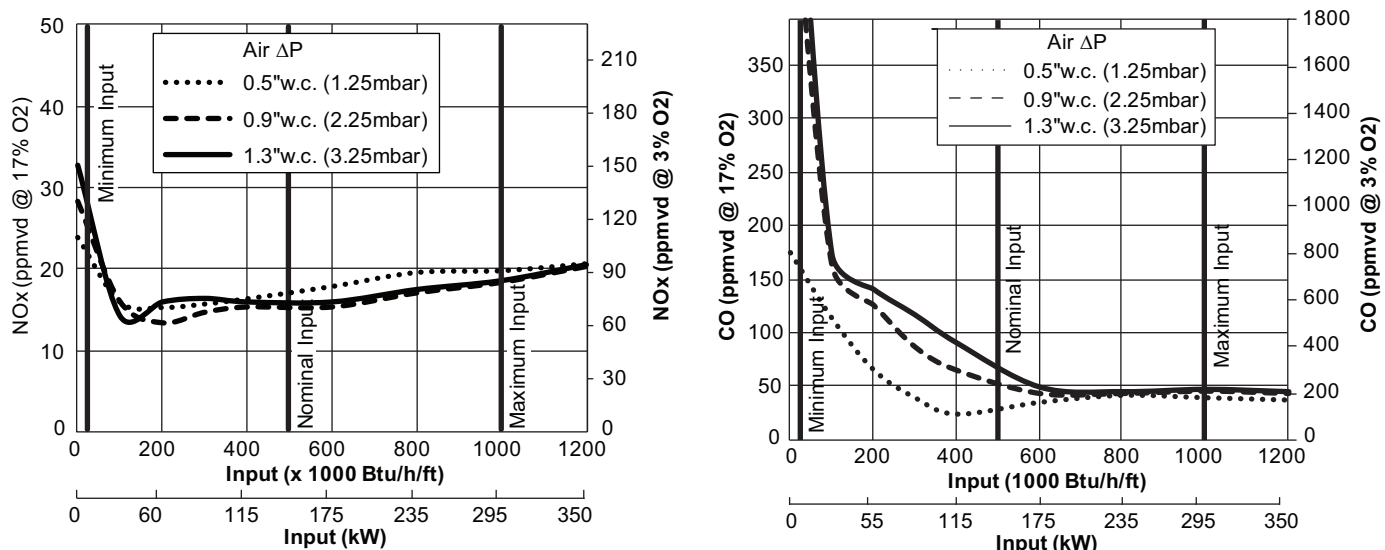 50
40
30
20
10
0
NOx (ppmvd @ 17% O2)
Air ΔP
0.5"w.c. (1.25mbar)
0.9"w.c. (2.25mbar)
1.3"w.c. (3.25mbar)
Minimum Input
Nominal Input
Maximum Input
210
180
150
120
90
60
30
0
NOx (ppmvd @ 3% O2)
0 200 400 600 800 1000 1200
Input (x 1000 Btu/h/ft)
0 60 115 175 235 295 350
Input (kW)
350
300
250
200
150
100
50
0
CO (ppmvd @ 17% O2)
Air ΔP
0.5"w.c. (1.25mbar)
0.9"w.c. (2.25mbar)
1.3"w.c. (3.25mbar)
Minimum Input
Nominal Input
Maximum Input
1800
1600
1400
1200
1000
800
600
400
200
0
CO (ppmvd @ 3% O2)
0 200 400 600 800 1000 1200
Input (1000 Btu/h/ft)
0 55 115 175 235 295 350
Input (kW)